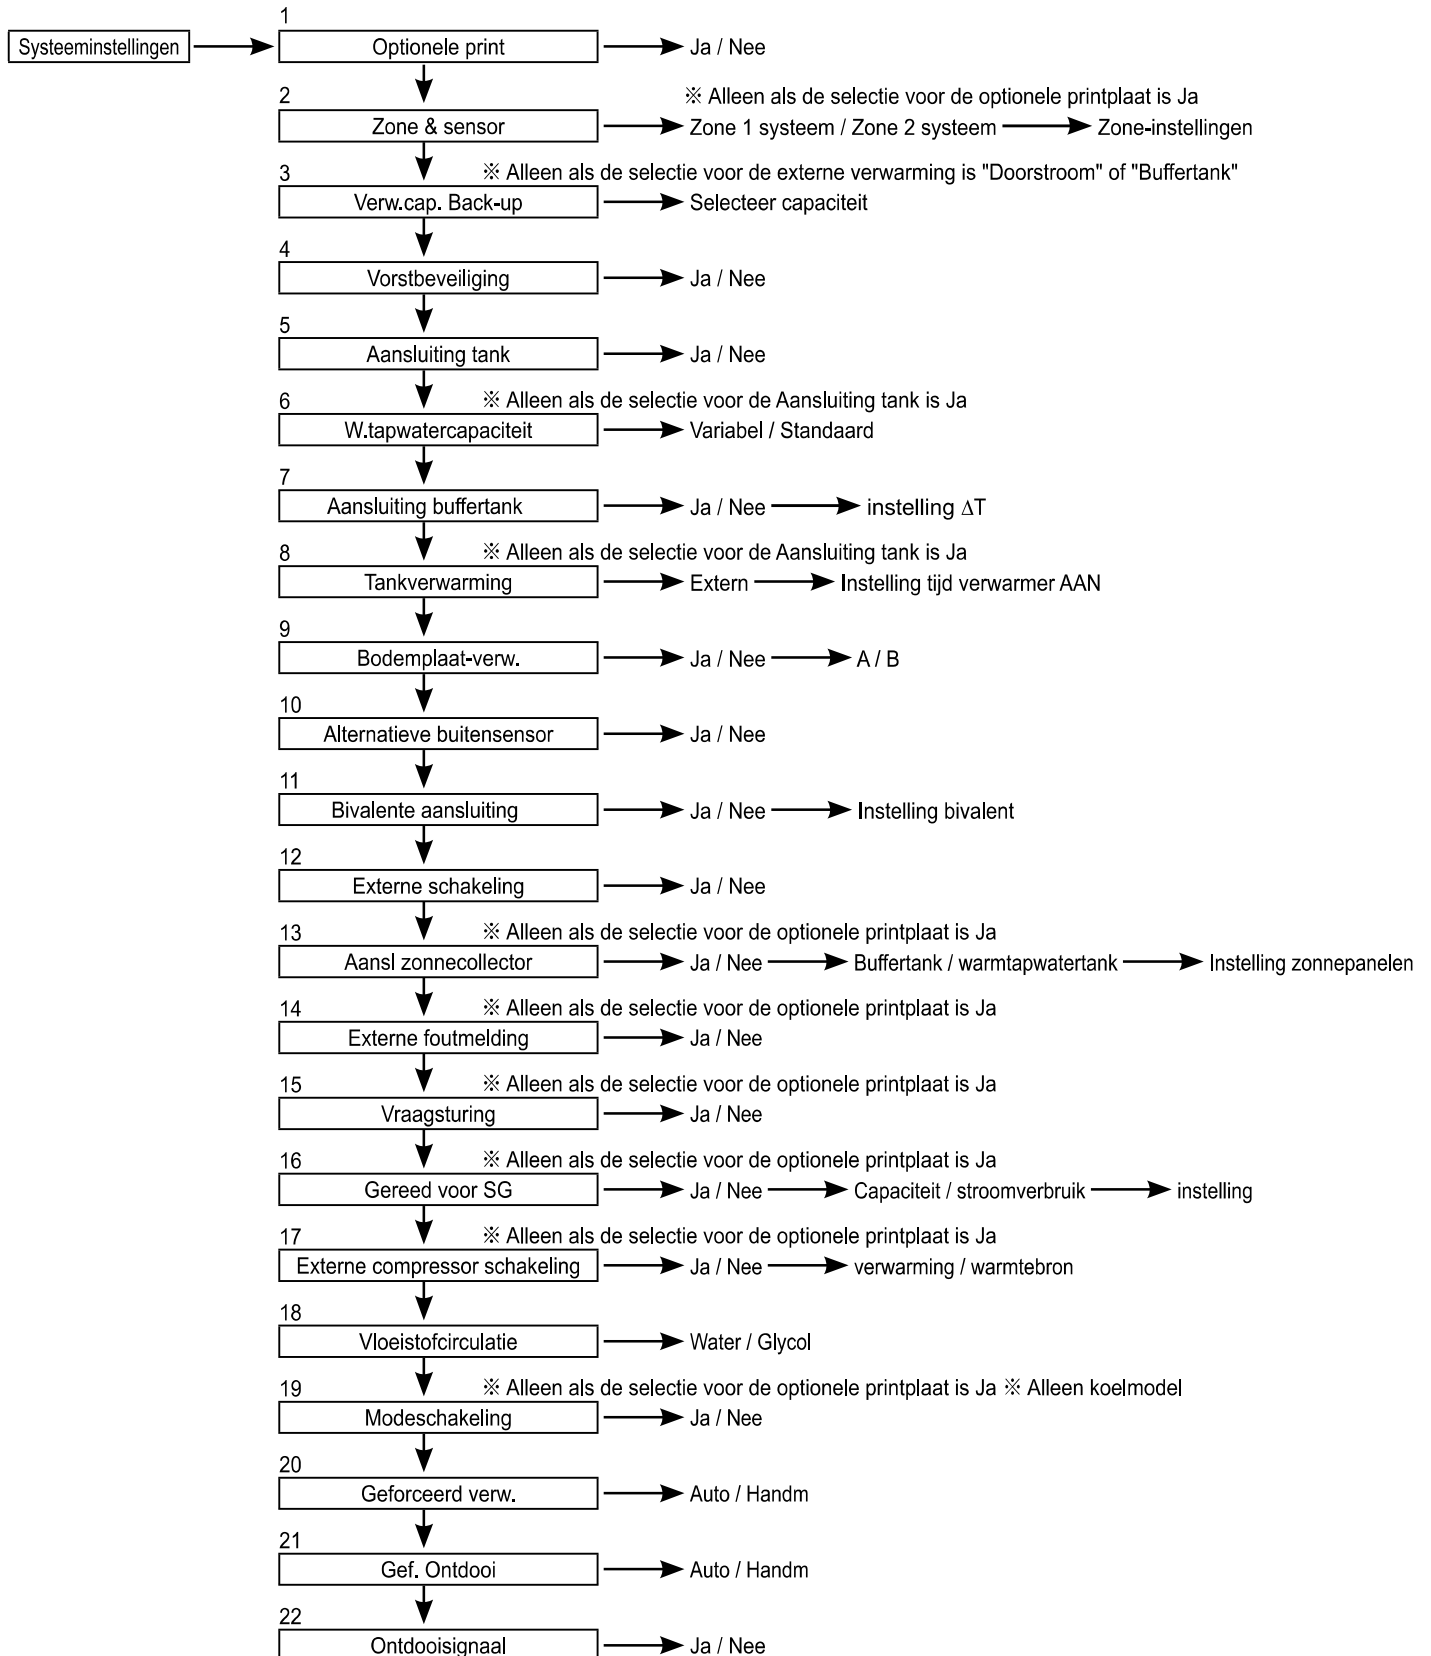 1
Systeeminstellingen Optionele print Ja / Nee
2
※ Alleen als de selectie voor de optionele printplaat is Ja
Zone & sensor Zone 1 systeem / Zone 2 systeem Zone-instellingen
3 ※ Alleen als de selectie voor de externe verwarming is "Doorstroom" of "Buffertank"
Verw.cap. Back-up Selecteer capaciteit
4
Vorstbeveiliging Ja / Nee
5
Aansluiting tank Ja / Nee
6 ※ Alleen als de selectie voor de Aansluiting tank is Ja
W.tapwatercapaciteit Variabel / Standaard
7
Aansluiting buffertank Ja / Nee instelling ∆T
8 ※ Alleen als de selectie voor de Aansluiting tank is Ja
Tankverwarming Extern Instelling tijd verwarmer AAN
9
Bodemplaat-verw. Ja / Nee A / B
10
Alternatieve buitensensor Ja / Nee
11
Bivalente aansluiting Ja / Nee Instelling bivalent
12
Externe schakeling Ja / Nee
13 ※ Alleen als de selectie voor de optionele printplaat is Ja
Aansl zonnecollector Ja / Nee Buffertank / warmtapwatertank Instelling zonnepanelen
14 ※ Alleen als de selectie voor de optionele printplaat is Ja
Externe foutmelding Ja / Nee
15 ※ Alleen als de selectie voor de optionele printplaat is Ja
Vraagsturing Ja / Nee
16 ※ Alleen als de selectie voor de optionele printplaat is Ja
Gereed voor SG Ja / Nee Capaciteit / stroomverbruik instelling
17 ※ Alleen als de selectie voor de optionele printplaat is Ja
Externe compressor schakeling Ja / Nee verwarming / warmtebron
18
Vloeistofcirculatie Water / Glycol
19 ※ Alleen als de selectie voor de optionele printplaat is Ja ※ Alleen koelmodel
Modeschakeling Ja / Nee
20
Geforceerd verw. Auto / Handm
21
Gef. Ontdooi Auto / Handm
22
Ontdooisignaal Ja / Nee